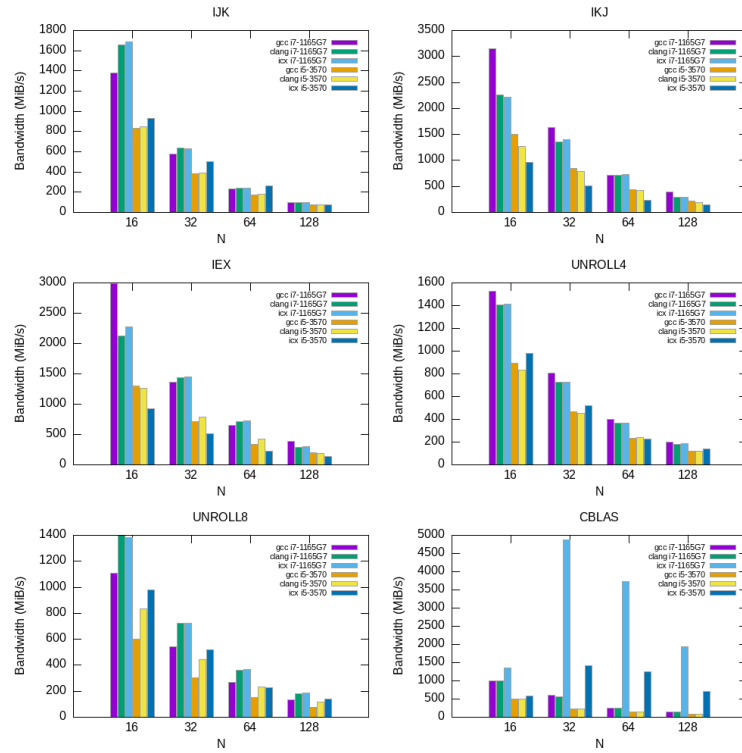 IJK
1800
1600
1400
1200
1000
800
600
400
200
0
Bandwidth (MiB/s)
gcc i7-1165G7
clang i7-1165G7
icx i7-1165G7
gcc i5-3570
clang i5-3570
icx i5-3570
16 32 64 128
N
IKJ
3500
3000
2500
2000
1500
1000
500
0
Bandwidth (MiB/s)
gcc i7-1165G7
clang i7-1165G7
icx i7-1165G7
gcc i5-3570
clang i5-3570
icx i5-3570
16 32 64 128
N
IEX
3000
2500
2000
1500
1000
500
0
Bandwidth (MiB/s)
gcc i7-1165G7
clang i7-1165G7
icx i7-1165G7
gcc i5-3570
clang i5-3570
icx i5-3570
16 32 64 128
N
UNROLL4
1600
1400
1200
1000
800
600
400
200
0
Bandwidth (MiB/s)
gcc i7-1165G7
clang i7-1165G7
icx i7-1165G7
gcc i5-3570
clang i5-3570
icx i5-3570
16 32 64 128
N
UNROLL8
1400
1200
1000
800
600
400
200
0
Bandwidth (MiB/s)
gcc i7-1165G7
clang i7-1165G7
icx i7-1165G7
gcc i5-3570
clang i5-3570
icx i5-3570
16 32 64 128
N
CBLAS
5000
4500
4000
3500
3000
2500
2000
1500
1000
500
0
Bandwidth (MiB/s)
gcc i7-1165G7
clang i7-1165G7
icx i7-1165G7
gcc i5-3570
clang i5-3570
icx i5-3570
16 32 64 128
N